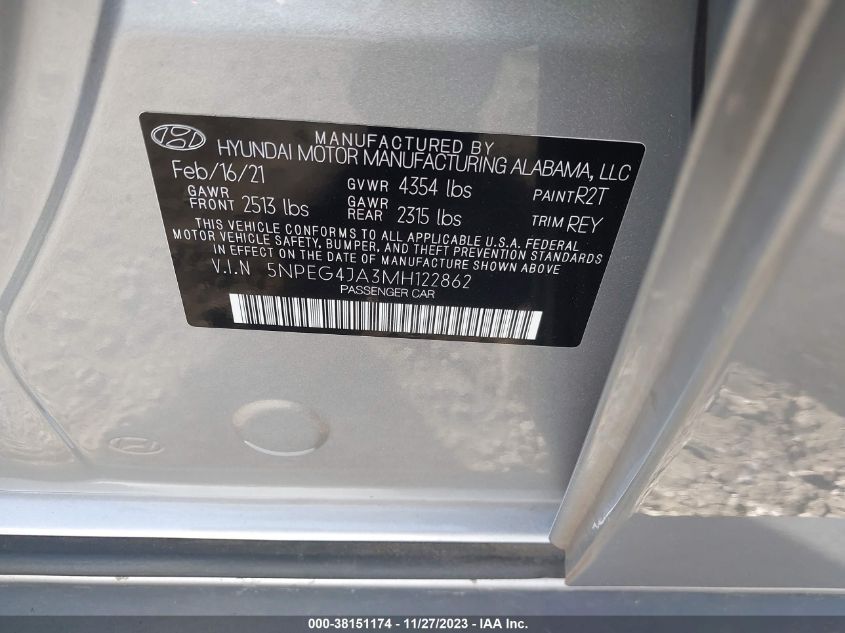 MANUFACTURED BY
HYUNDAI MOTOR MANUFACTURING ALABAMA, LLC
Feb/16/21 GVWR 4354 lbs PAINT R2T
GAWR FRONT 2513 lbs GAWR REAR 2315 lbs TRIM REY
THIS VEHICLE CONFORMS TO ALL APPLICABLE U.S.A. FEDERAL
MOTOR VEHICLE SAFETY, BUMPER, AND THEFT PREVENTION STANDARDS
IN EFFECT ON THE DATE OF MANUFACTURE SHOWN ABOVE
V.I.N 5NPEG4JA3MH122862
PASSENGER CAR
000-38151174 — 11/27/2023 — IAA Inc.